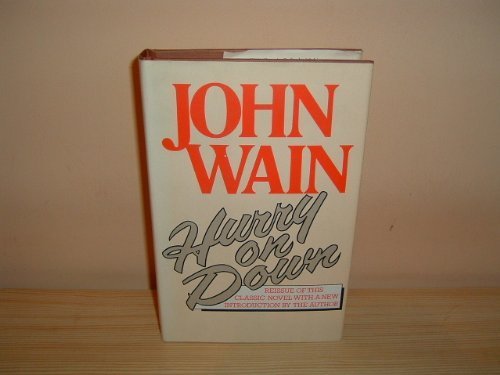 JOHN
WAIN
Hurry
on
Down
REISSUE OF THIS
CLASSIC NOVEL WITH A NEW
INTRODUCTION BY THE AUTHOR